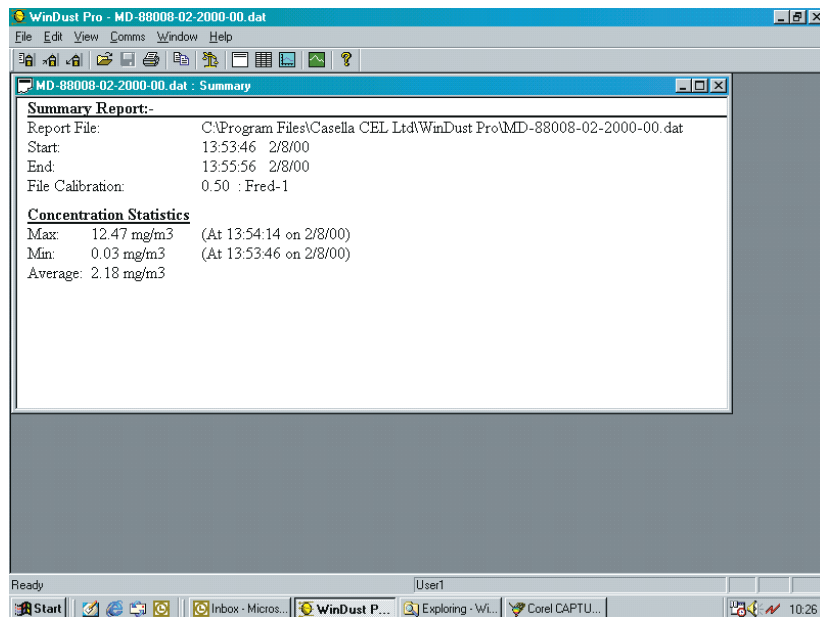 WinDust Pro - MD-88008-02-2000-00.dat
File Edit View Comms Window Help
MD-88008-02-2000-00.dat : Summary
Summary Report:-
Report File: C:\Program Files\Casella CEL Ltd\WinDust Pro\MD-88008-02-2000-00.dat
Start: 13:53:46 2/8/00
End: 13:55:56 2/8/00
File Calibration: 0.50 : Fred-1
Concentration Statistics
Max: 12.47 mg/m3 (At 13:54:14 on 2/8/00)
Min: 0.03 mg/m3 (At 13:53:46 on 2/8/00)
Average: 2.18 mg/m3
Ready User1
Start Inbox - Micros... WinDust P... Exploring - Wi... Corel CAPTU... 10:26